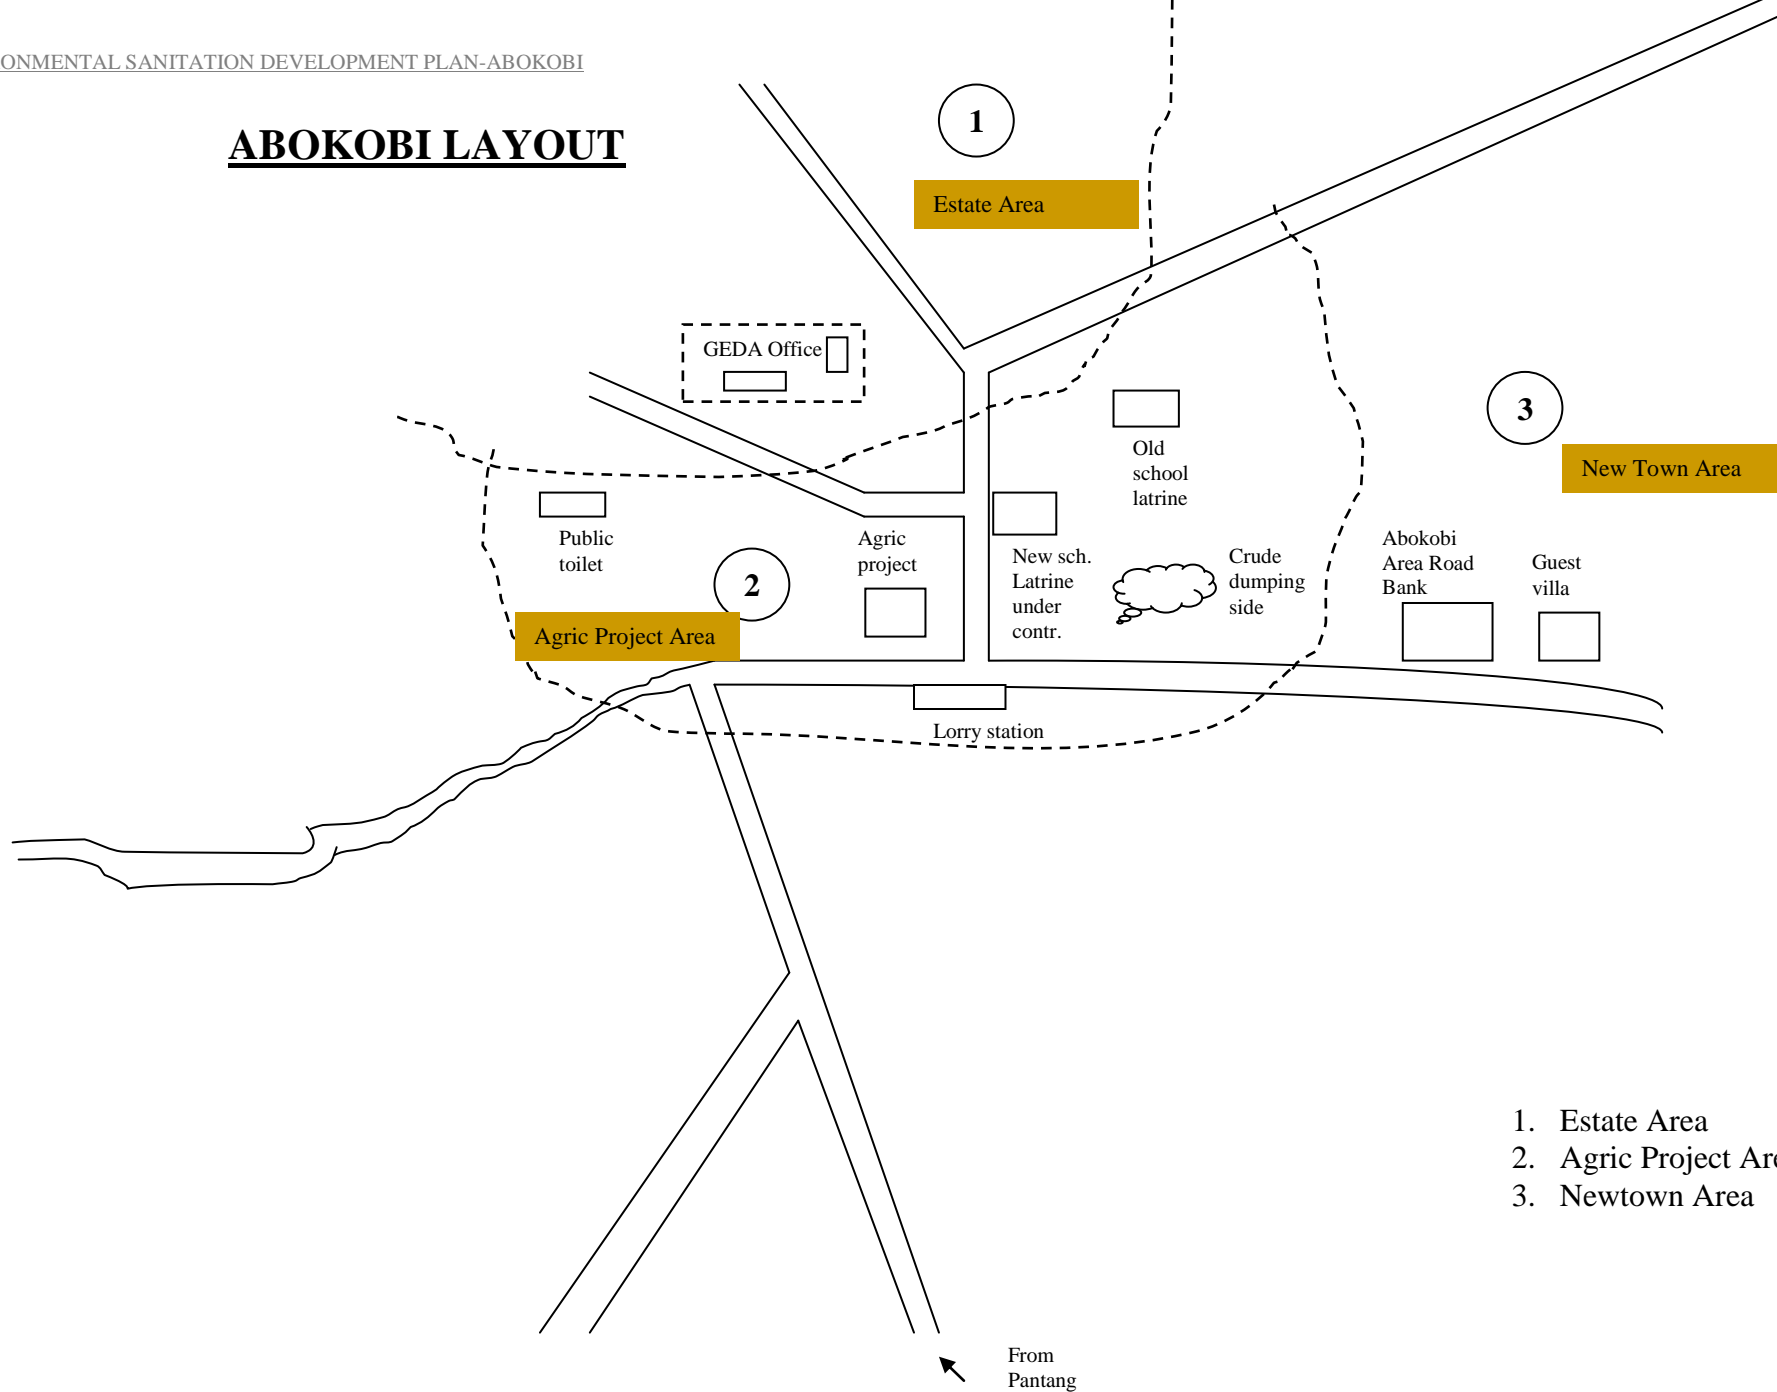 ONMENTAL SANITATION DEVELOPMENT PLAN-ABOKOBI
ABOKOBI LAYOUT
1
Estate Area
GEDA Office
3
Old
school
latrine
New Town Area
Public
toilet
2
Agric
project
New sch.
Latrine
under
contr.
Crude
dumping
side
Abokobi
Area Road
Bank
Guest
villa
Agric Project Area
Lorry station
1. Estate Area
2. Agric Project Are
3. Newtown Area
From
Pantang